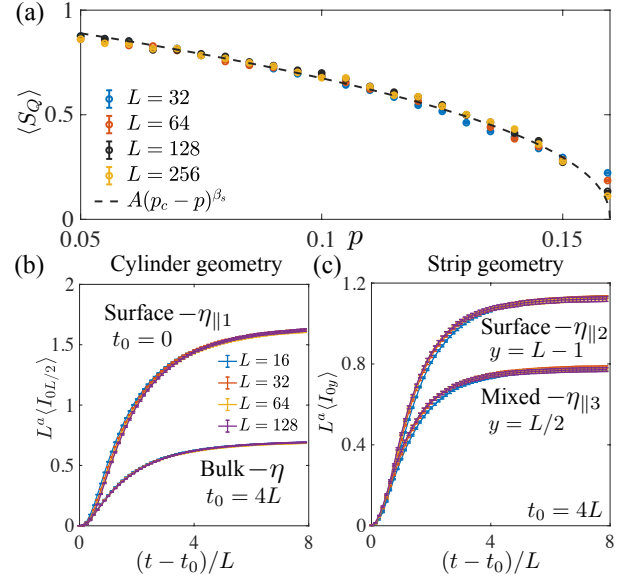 (a)
1
0.5
0
⟨S_Q⟩
L = 32
L = 64
L = 128
L = 256
A(p_c − p)^{β_s}
0.05
0.1
0.15
p
(b)
Cylinder geometry
2
1.5
1
0.5
0
L^a⟨I_{0L/2}⟩
Surface −η_{∥1}
t_0 = 0
L = 16
L = 32
L = 64
L = 128
Bulk −η
t_0 = 4L
0
4
8
(t − t_0)/L
(c)
Strip geometry
1.2
0.8
0.4
0
L^a⟨I_{0y}⟩
Surface −η_{∥2}
y = L − 1
Mixed −η_{∥3}
y = L/2
t_0 = 4L
0
4
8
(t − t_0)/L